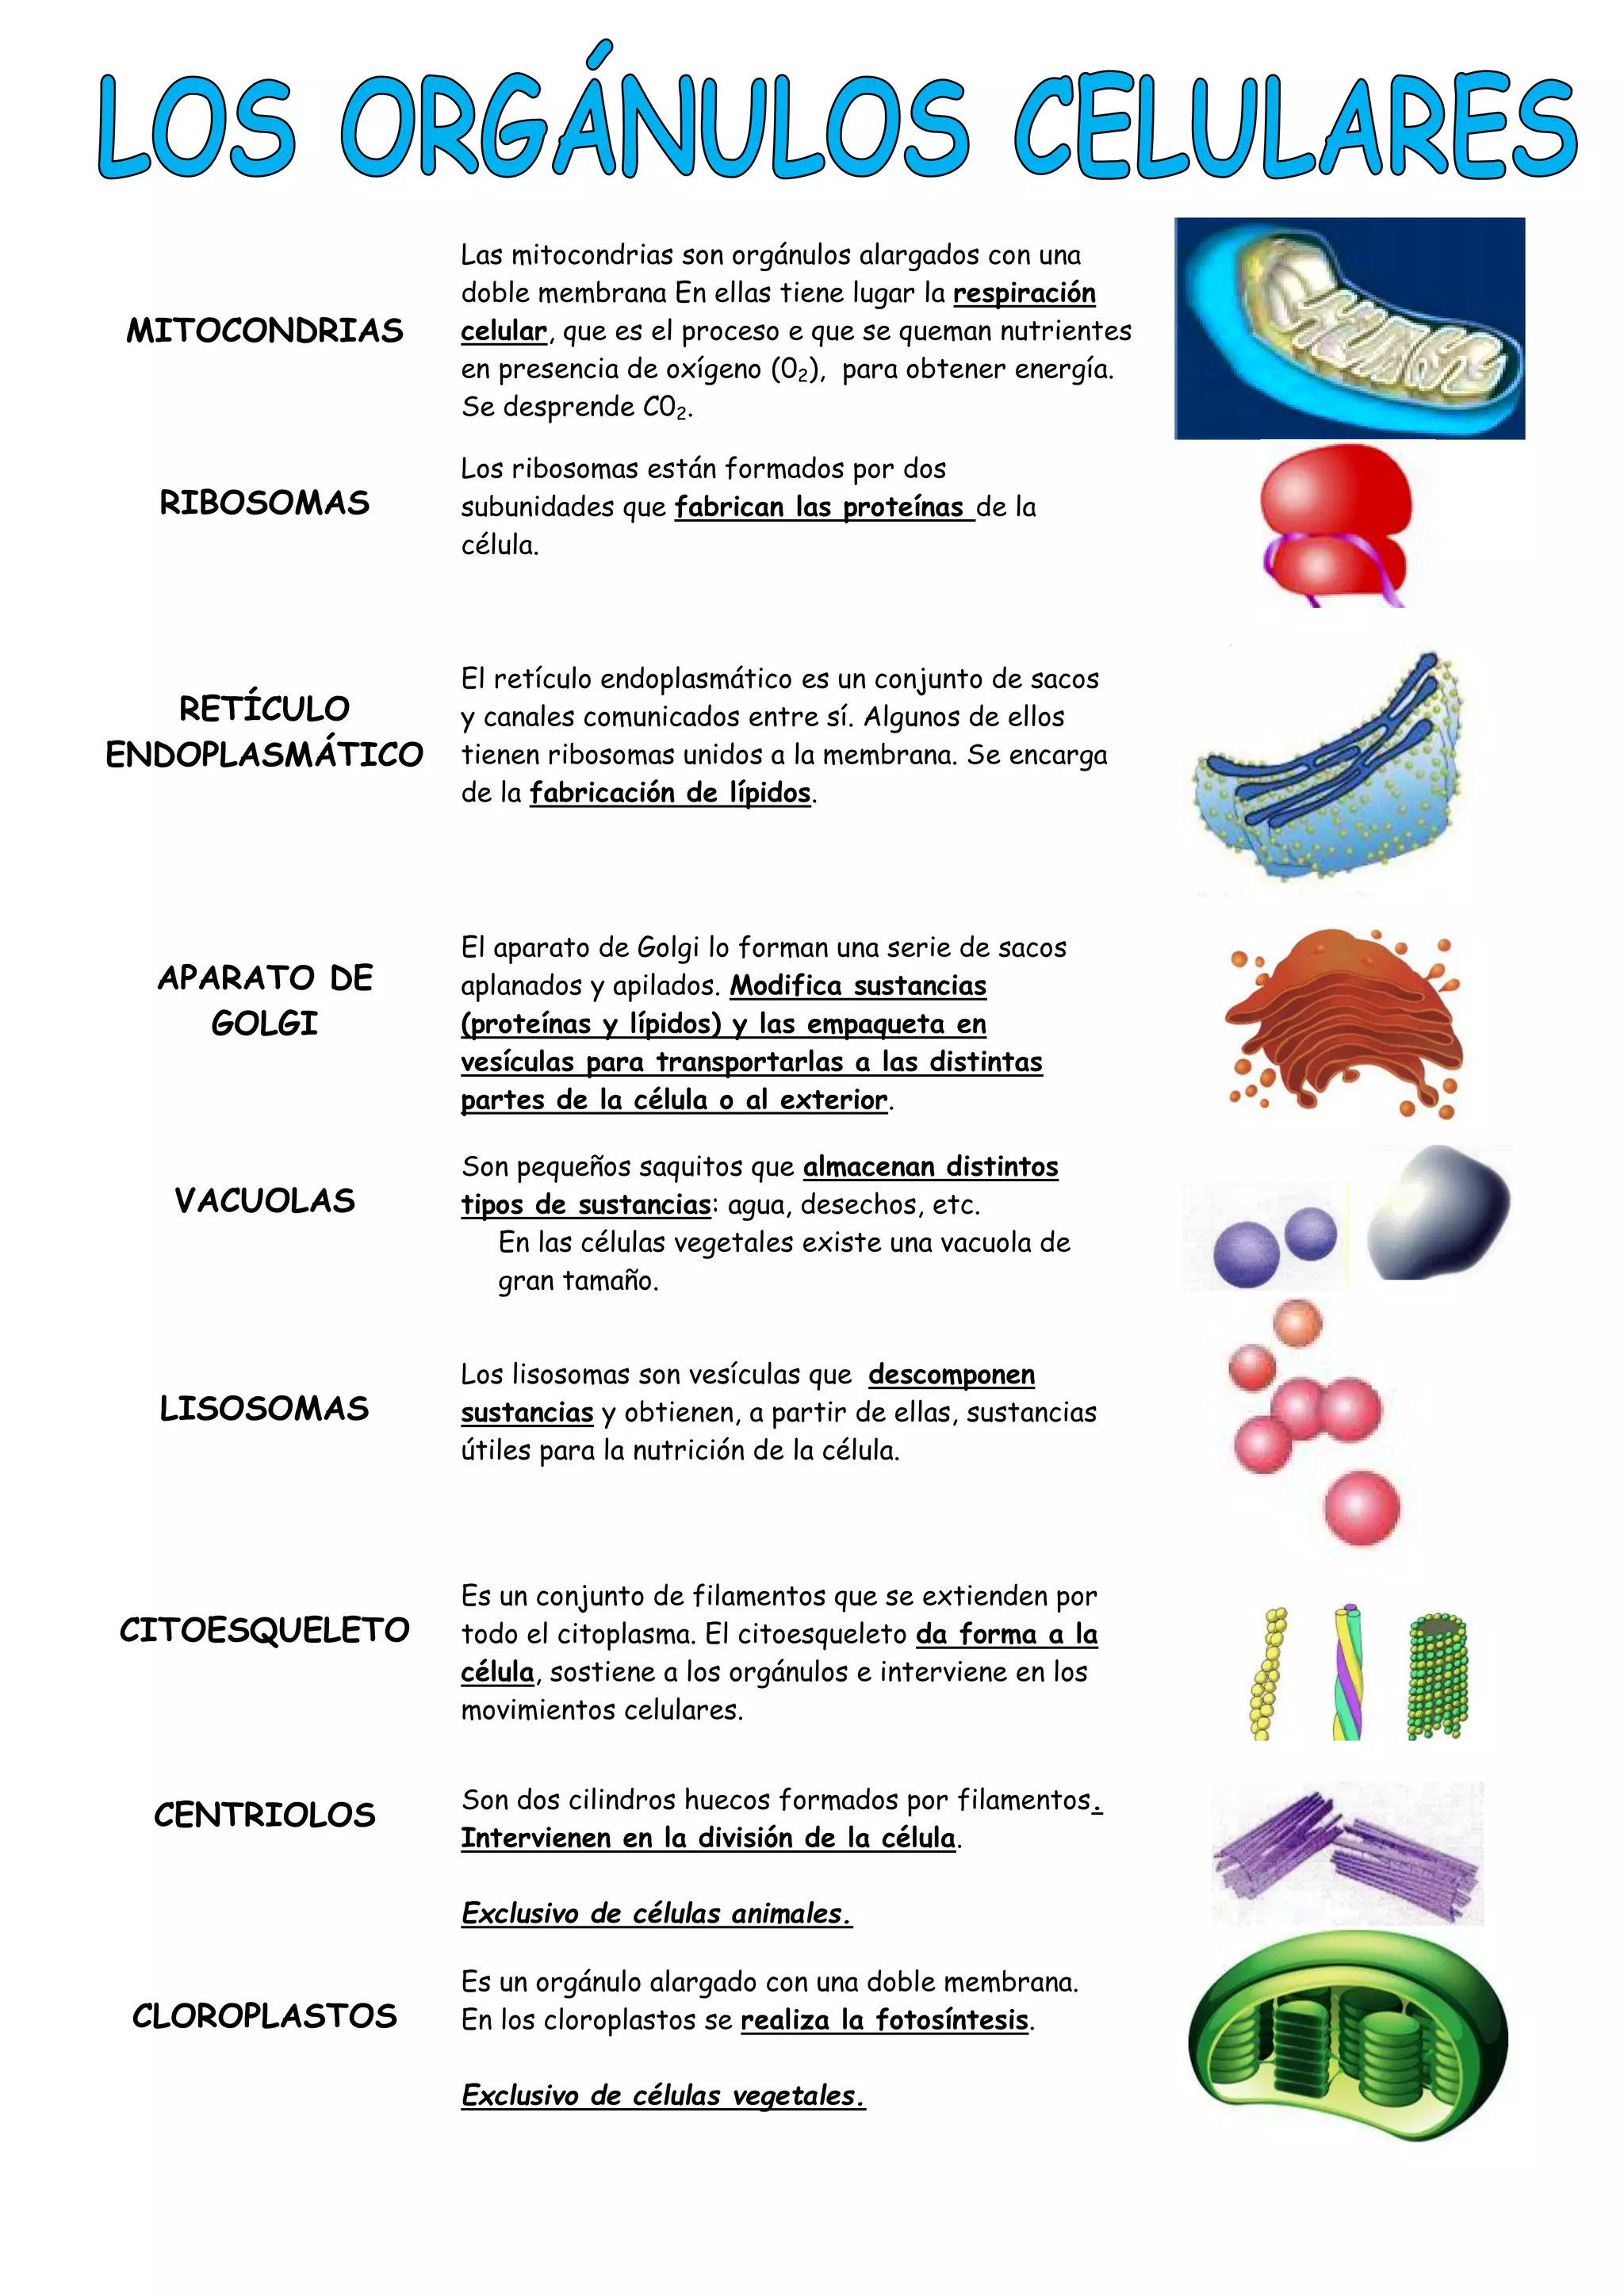 LOS ORGÁNULOS CELULARES
MITOCONDRIAS
Las mitocondrias son orgánulos alargados con una
doble membrana En ellas tiene lugar la respiración
celular, que es el proceso e que se queman nutrientes
en presencia de oxígeno (0₂), para obtener energía.
Se desprende C0₂.
RIBOSOMAS
Los ribosomas están formados por dos
subunidades que fabrican las proteínas de la
célula.
RETÍCULO
ENDOPLASMÁTICO
El retículo endoplasmático es un conjunto de sacos
y canales comunicados entre sí. Algunos de ellos
tienen ribosomas unidos a la membrana. Se encarga
de la fabricación de lípidos.
APARATO DE
GOLGI
El aparato de Golgi lo forman una serie de sacos
aplanados y apilados. Modifica sustancias
(proteínas y lípidos) y las empaqueta en
vesículas para transportarlas a las distintas
partes de la célula o al exterior.
VACUOLAS
Son pequeños saquitos que almacenan distintos
tipos de sustancias: agua, desechos, etc.
En las células vegetales existe una vacuola de
gran tamaño.
LISOSOMAS
Los lisosomas son vesículas que descomponen
sustancias y obtienen, a partir de ellas, sustancias
útiles para la nutrición de la célula.
CITOESQUELETO
Es un conjunto de filamentos que se extienden por
todo el citoplasma. El citoesqueleto da forma a la
célula, sostiene a los orgánulos e interviene en los
movimientos celulares.
CENTRIOLOS
Son dos cilindros huecos formados por filamentos.
Intervienen en la división de la célula.
Exclusivo de células animales.
CLOROPLASTOS
Es un orgánulo alargado con una doble membrana.
En los cloroplastos se realiza la fotosíntesis.
Exclusivo de células vegetales.